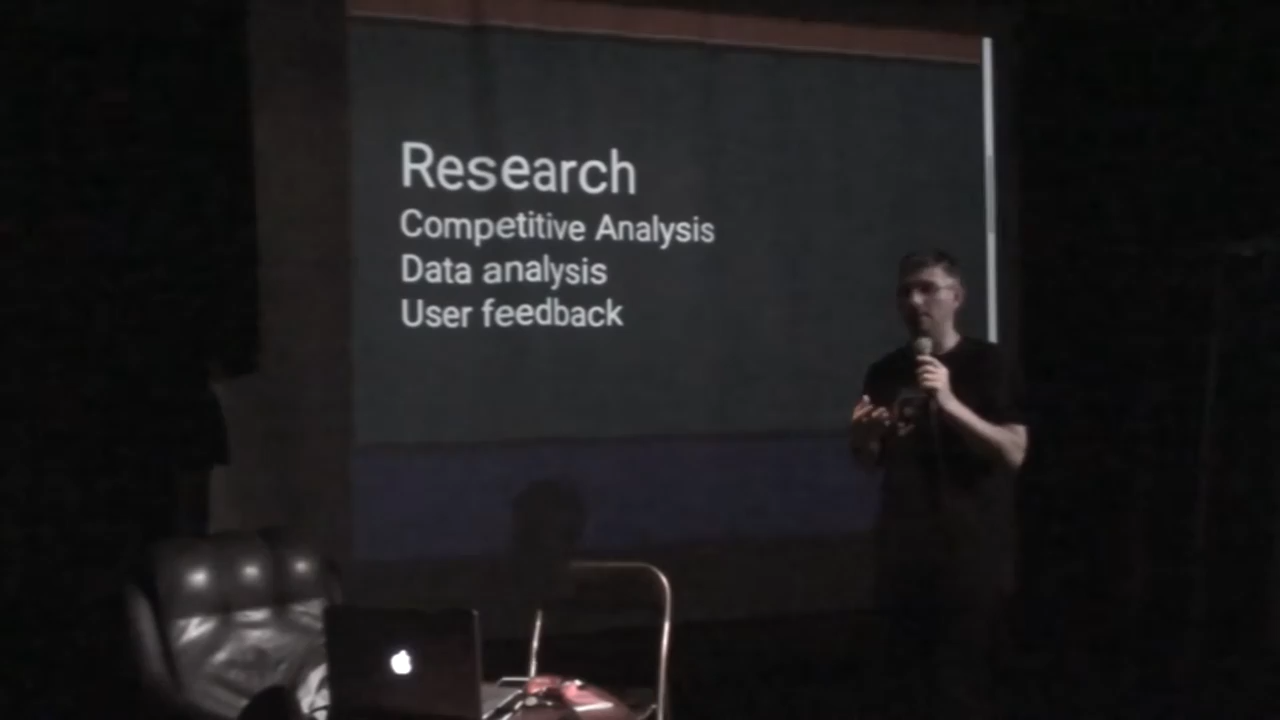 Research
Competitive Analysis
Data analysis
User feedback